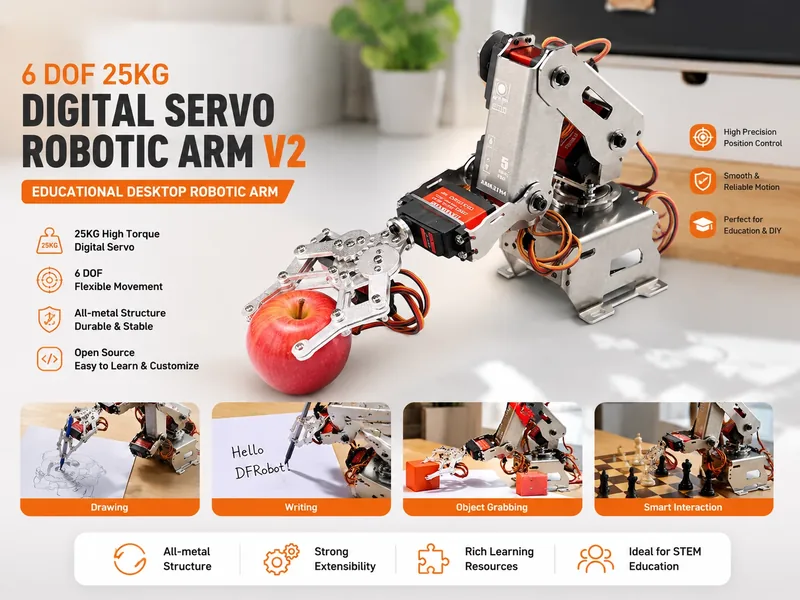 6 DOF 25KG
DIGITAL SERVO
ROBOTIC ARM V2
EDUCATIONAL DESKTOP ROBOTIC ARM
25KG
25KG High Torque
Digital Servo
6 DOF
Flexible Movement
All-metal Structure
Durable & Stable
Open Source
Easy to Learn & Customize
High Precision
Position Control
Smooth &
Reliable Motion
Perfect for
Education & DIY
5
Hello
DFRobot!
Drawing
Writing
Object Grabbing
Smart Interaction
All-metal
Structure
Strong
Extensibility
Rich Learning
Resources
Ideal for STEM
Education